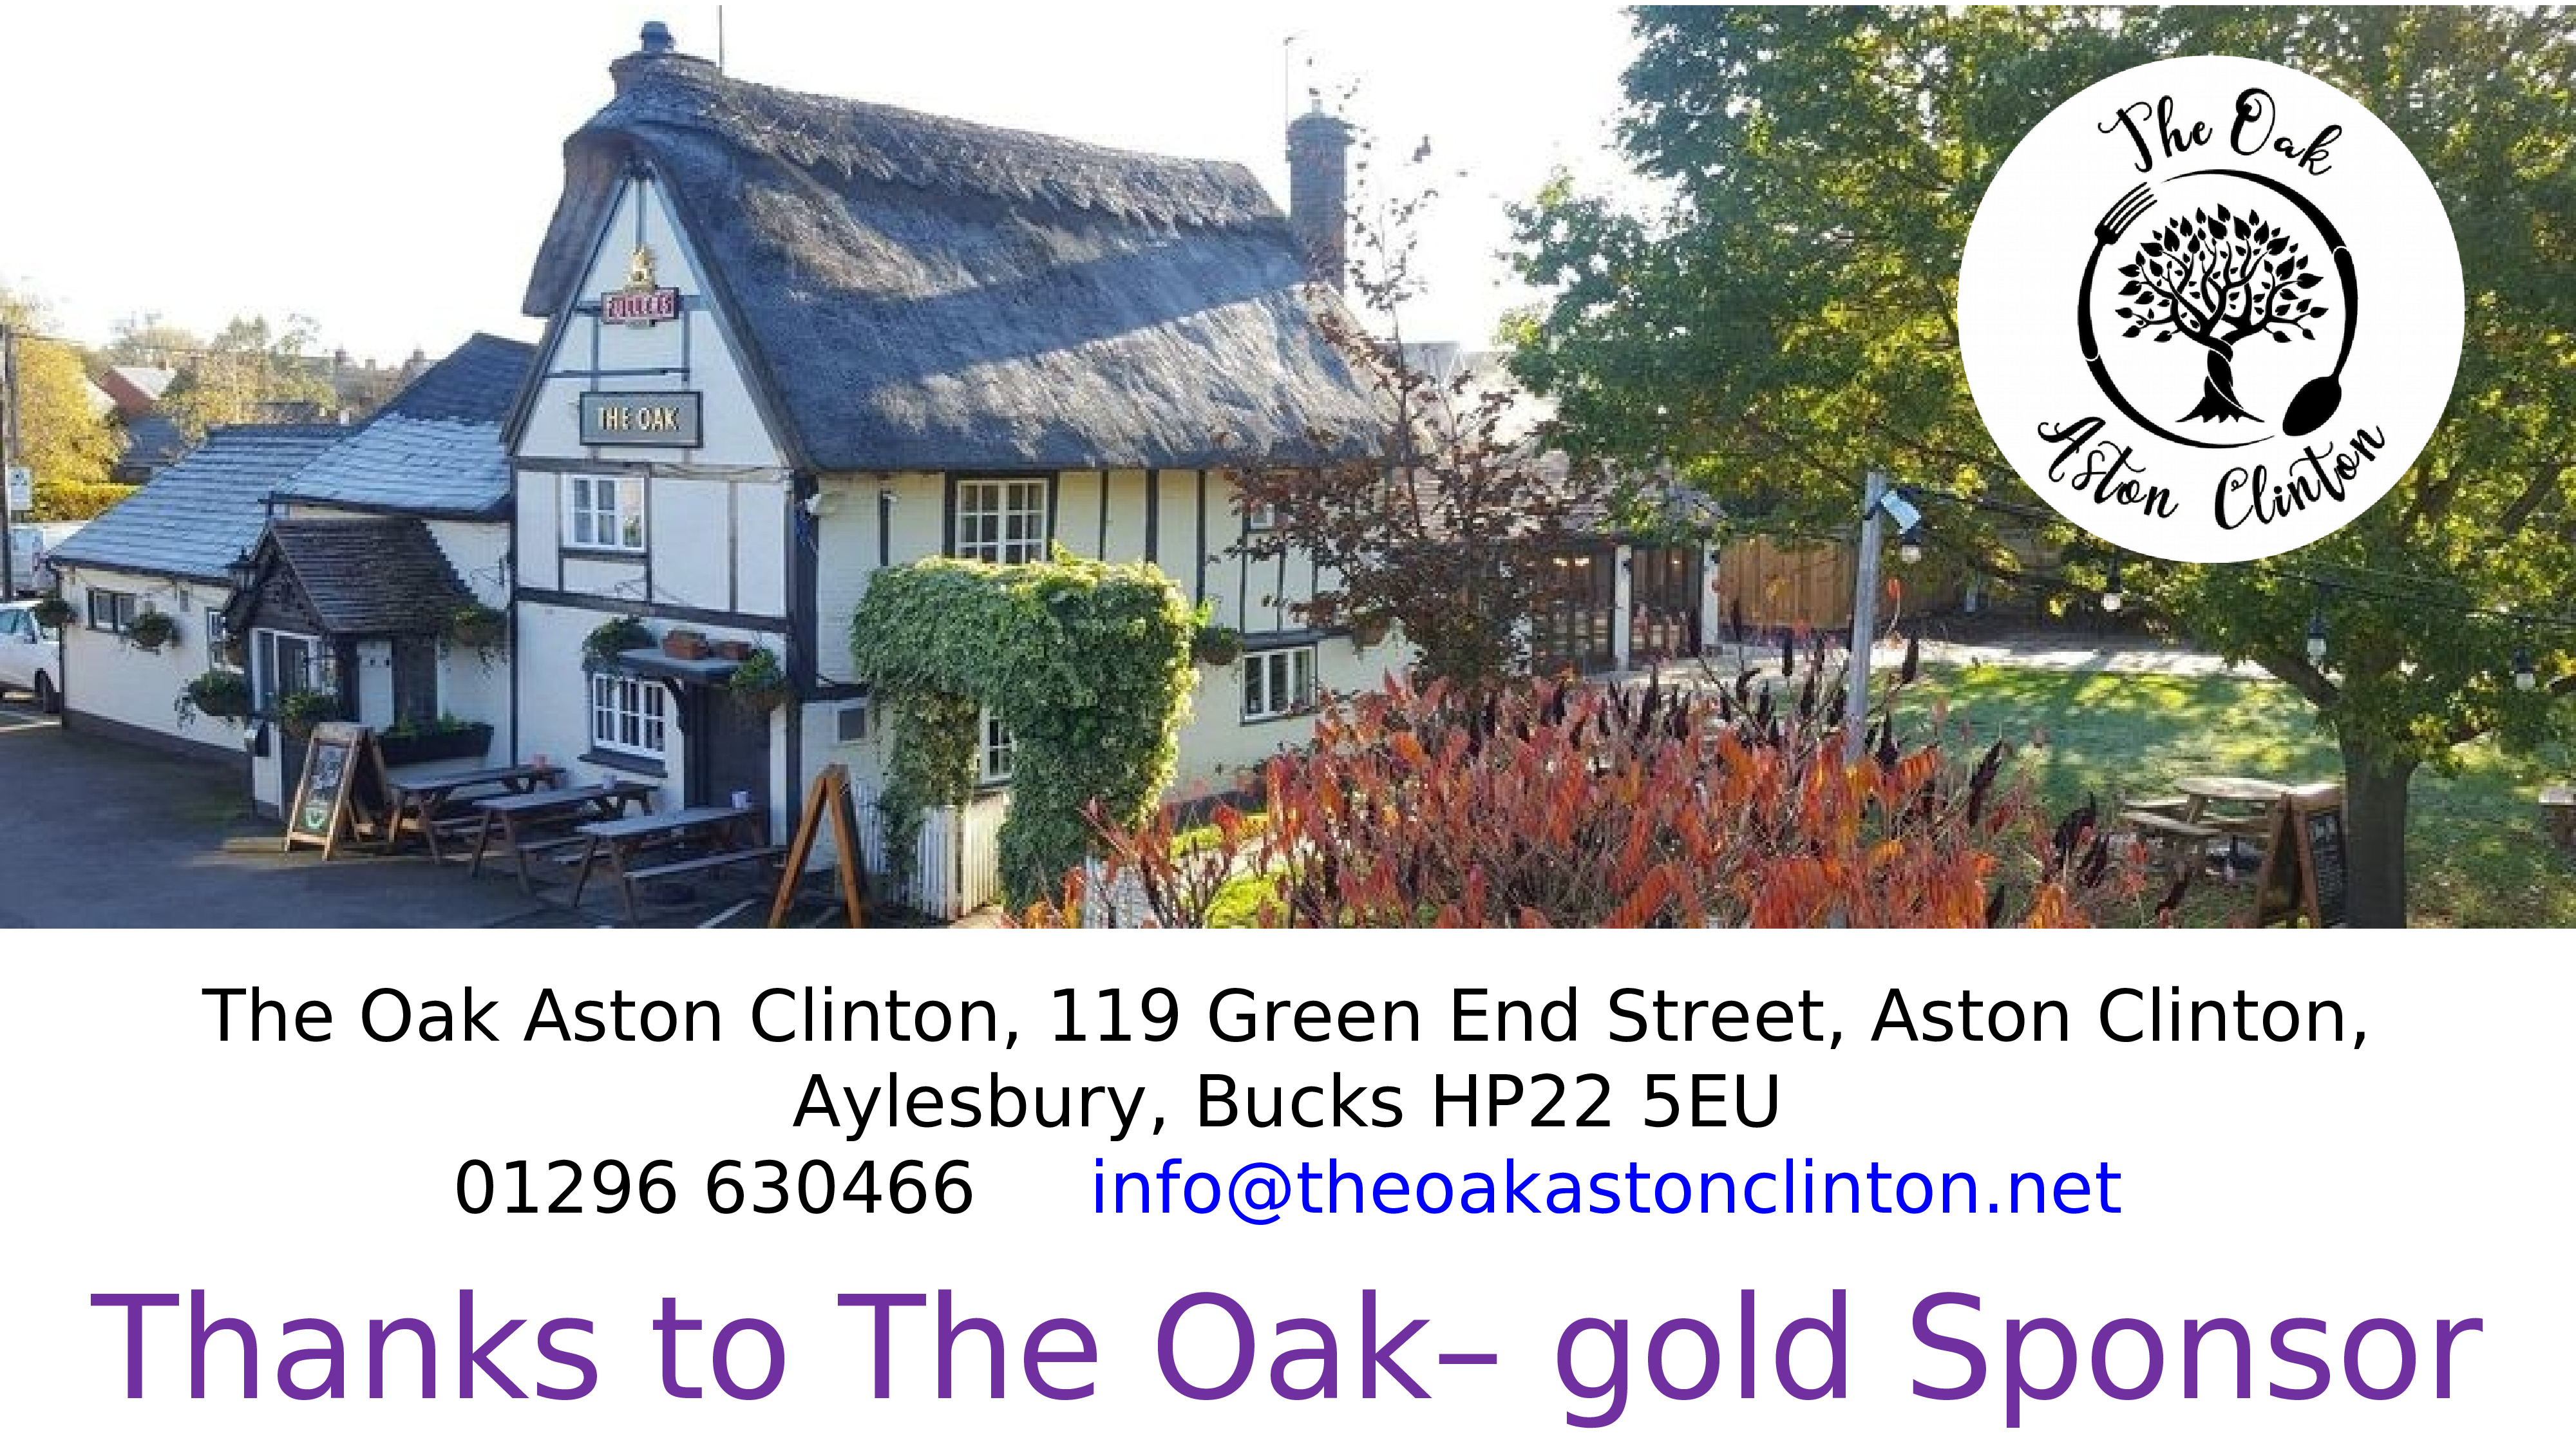 The Oak
Aston Clinton
FULLER'S
THE OAK
The Oak Aston Clinton, 119 Green End Street, Aston Clinton,
Aylesbury, Bucks HP22 5EU
01296 630466 info@theoakastonclinton.net
Thanks to The Oak– gold Sponsor